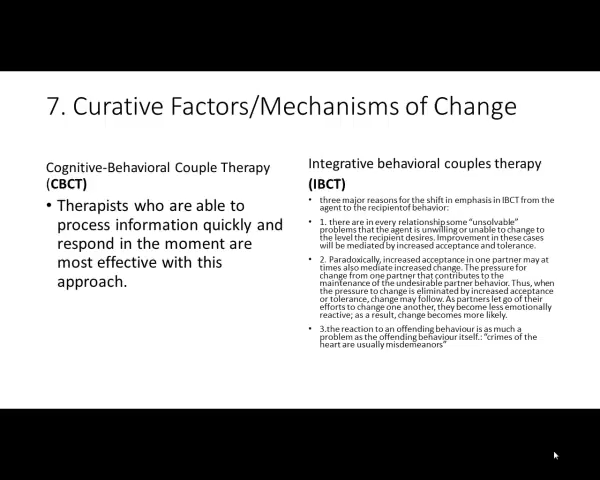 7. Curative Factors/Mechanisms of Change
Cognitive-Behavioral Couple Therapy
(CBCT)
• Therapists who are able to
process information quickly and
respond in the moment are
most effective with this
approach.
Integrative behavioral couples therapy
(IBCT)
• three major reasons for the shift in emphasis in IBCT from the
agent to the recipientof behavior:
• 1. there are in every relationship some “unsolvable”
problems that the agent is unwilling or unable to change to
the level the recipient desires. Improvement in these cases
will be mediated by increased acceptance and tolerance.
• 2. Paradoxically, increased acceptance in one partner may at
times also mediate increased change. The pressure for
change from one partner that contributes to the
maintenance of the undesirable partner behavior. Thus, when
the pressure to change is eliminated by increased acceptance
or tolerance, change may follow. As partners let go of their
efforts to change one another, they become less emotionally
reactive; as a result, change becomes more likely.
• 3.the reaction to an offending behaviour is as much a
problem as the offending behaviour itself.: “crimes of the
heart are usually misdemeanors”